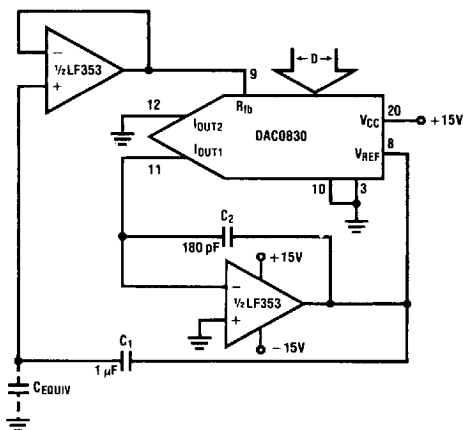 ½LF353
−
+
9
← D →
12
Rfb
IOUT2
DAC0830
VCC
20
+15V
IOUT1
VREF
8
11
10
3
C2
180 pF
+15V
−
½LF353
+
−15V
C1
1 μF
CEQUIV